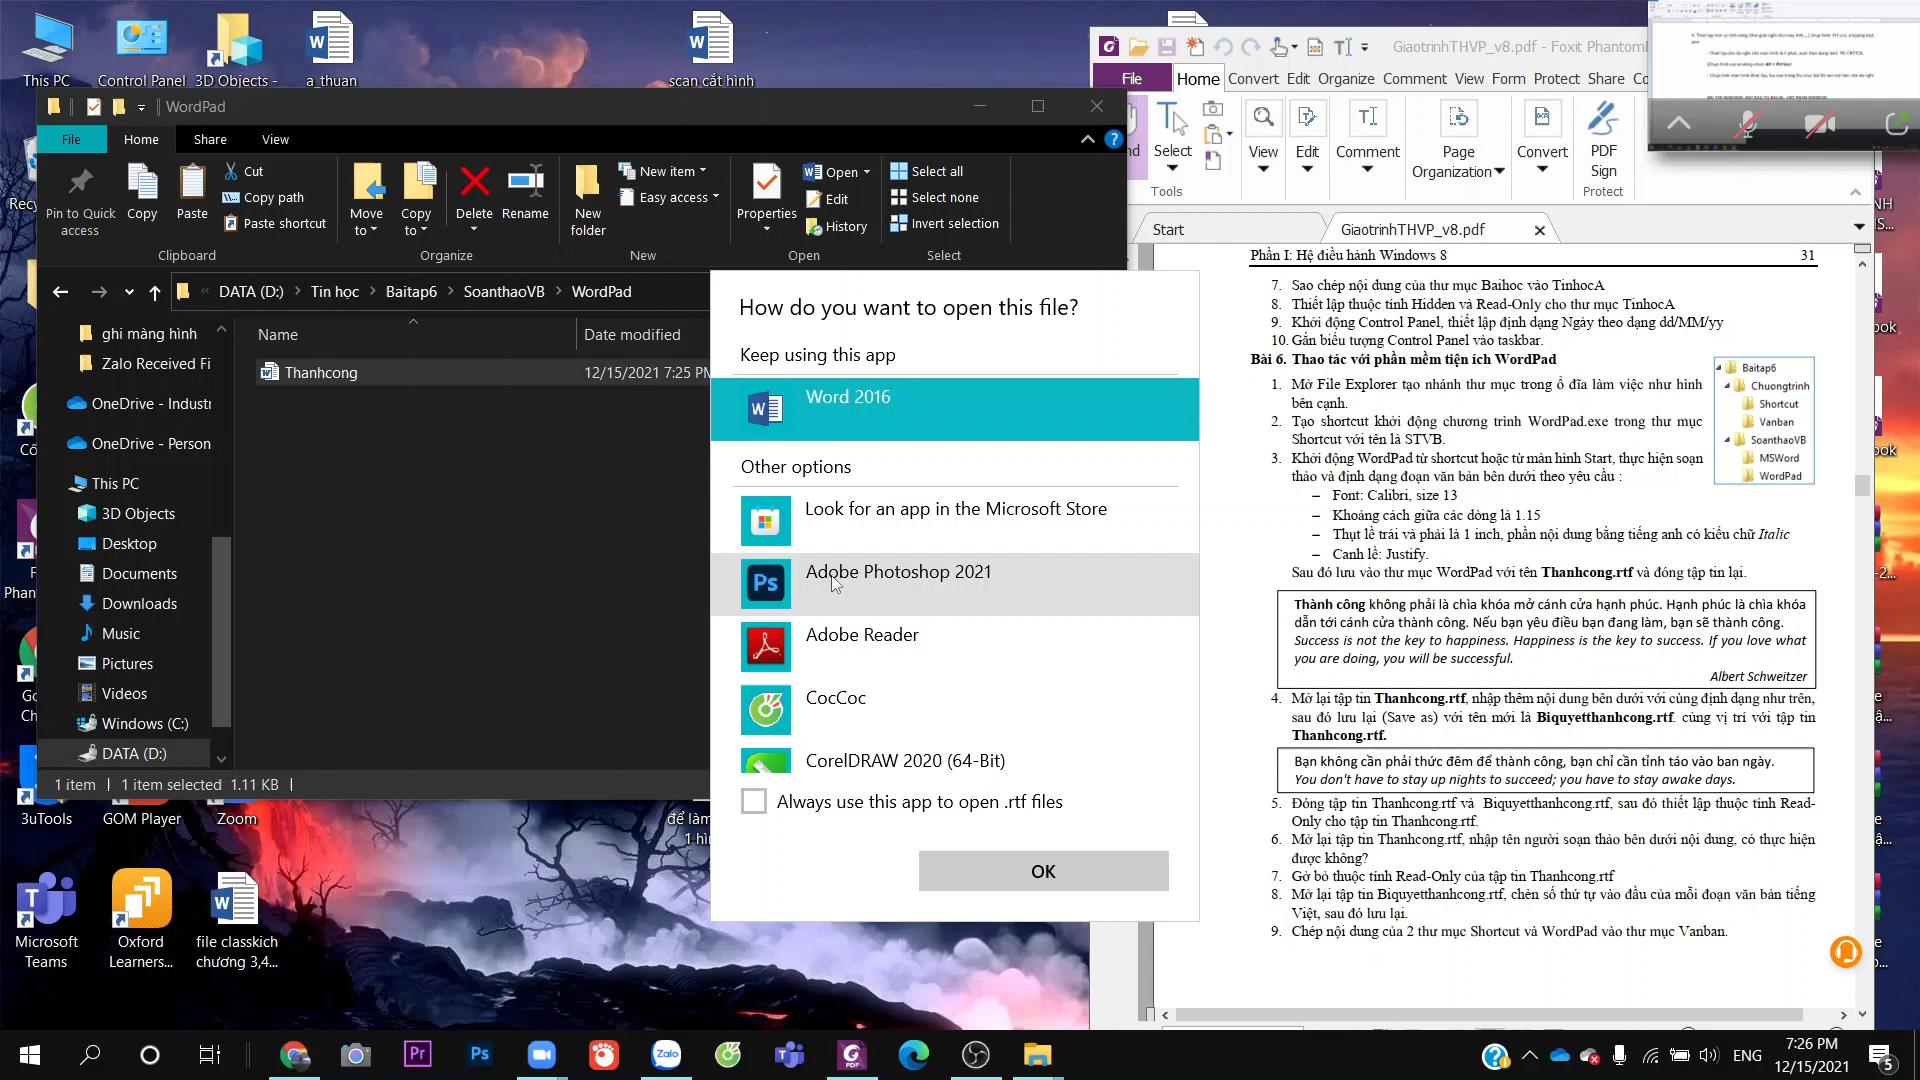 This PC
Control Panel
3D Objects -
a_thuan
scan cắt hình
WordPad
File
Home
Share
View
Pin to Quick
access
Copy
Paste
Cut
Copy path
Paste shortcut
Move
to
Copy
to
Delete
Rename
New
folder
New item
Easy access
Properties
Open
Edit
History
Select all
Select none
Invert selection
Clipboard
Organize
New
Open
Select
DATA (D:)
Tin học
Baitap6
SoanthaoVB
WordPad
Name
Date modified
Thanhcong
12/15/2021 7:25 PM
ghi màng hình
Zalo Received Fi
OneDrive - Industr
OneDrive - Person
This PC
3D Objects
Desktop
Documents
Downloads
Music
Pictures
Videos
Windows (C:)
DATA (D:)
1 item
1 item selected 1.11 KB
How do you want to open this file?
Keep using this app
Word 2016
Other options
Look for an app in the Microsoft Store
Adobe Photoshop 2021
Adobe Reader
CocCoc
CorelDRAW 2020 (64-Bit)
Always use this app to open .rtf files
OK
GiaotrinhTHVP_v8.pdf - Foxit PhantomF
File
Home
Convert
Edit
Organize
Comment
View
Form
Protect
Share
Select
View
Edit
Comment
Page
Organization
Convert
PDF
Sign
Tools
Protect
Start
GiaotrinhTHVP_v8.pdf
Phần I: Hệ điều hành Windows 8
31
7. Sao chép nội dung của thư mục Baihoc vào TinhocA
8. Thiết lập thuộc tính Hidden và Read-Only cho thư mục TinhocA
9. Khởi động Control Panel, thiết lập định dạng Ngày theo dạng dd/MM/yy
10. Gắn biểu tượng Control Panel vào taskbar.
Bài 6. Thao tác với phần mềm tiện ích WordPad
1. Mở File Explorer tạo nhánh thư mục trong ổ đĩa làm việc như hình
bên cạnh.
2. Tạo shortcut khởi động chương trình WordPad.exe trong thư mục
Shortcut với tên là STVB.
3. Khởi động WordPad từ shortcut hoặc từ màn hình Start, thực hiện soạn
thảo và định dạng đoạn văn bản bên dưới theo yêu cầu :
– Font: Calibri, size 13
– Khoảng cách giữa các dòng là 1.15
– Thụt lề trái và phải là 1 inch, phần nội dung bằng tiếng anh có kiểu chữ Italic
– Canh lề: Justify.
Sau đó lưu vào thư mục WordPad với tên Thanhcong.rtf và đóng tập tin lại.
Baitap6
Chuongtrinh
Shortcut
Vanban
SoanthaoVB
MSWord
WordPad
Thành công không phải là chìa khóa mở cánh cửa hạnh phúc. Hạnh phúc là chìa khóa
dẫn tới cánh cửa thành công. Nếu bạn yêu điều bạn đang làm, bạn sẽ thành công.
Success is not the key to happiness. Happiness is the key to success. If you love what
you are doing, you will be successful.
Albert Schweitzer
4. Mở lại tập tin Thanhcong.rtf, nhập thêm nội dung bên dưới với cùng định dạng như trên,
sau đó lưu lại (Save as) với tên mới là Biquyetthanhcong.rtf. cùng vị trí với tập tin
Thanhcong.rtf.
Bạn không cần phải thức đêm để thành công, bạn chỉ cần tỉnh táo vào ban ngày.
You don't have to stay up nights to succeed; you have to stay awake days.
5. Đóng tập tin Thanhcong.rtf và Biquyetthanhcong.rtf, sau đó thiết lập thuộc tính Read-
Only cho tập tin Thanhcong.rtf.
6. Mở lại tập tin Thanhcong.rtf, nhập tên người soạn thảo bên dưới nội dung, có thực hiện
được không?
7. Gở bỏ thuộc tính Read-Only của tập tin Thanhcong.rtf
8. Mở lại tập tin Biquyetthanhcong.rtf, chèn số thứ tự vào đầu của mỗi đoạn văn bản tiếng
Việt, sau đó lưu lại.
9. Chép nội dung của 2 thư mục Shortcut và WordPad vào thư mục Vanban.
3uTools
GOM Player
Zoom
để làm
1 hì
Microsoft
Teams
Oxford
Learners...
file classkich
chương 3,4...
ENG
7:26 PM
12/15/2021
5